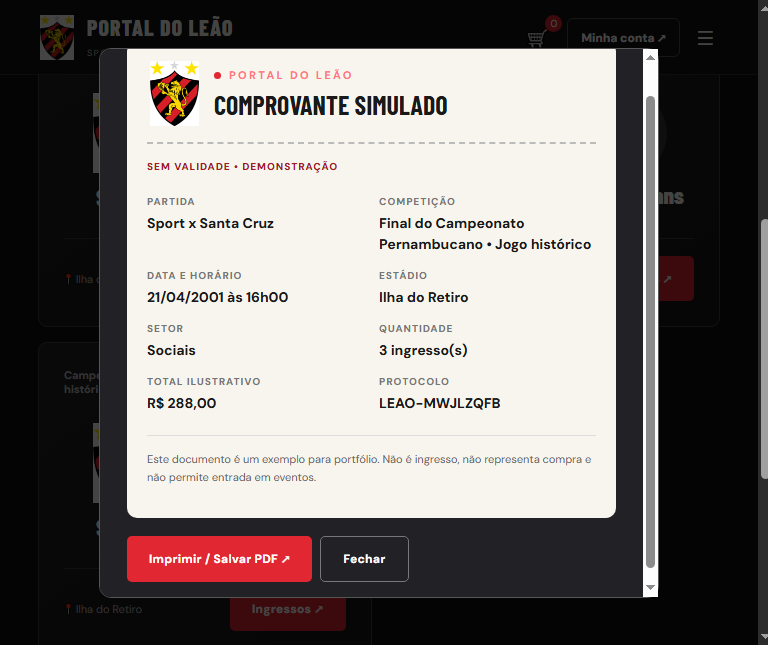 PORTAL DO LEÃO
0
Minha conta ↗
PORTAL DO LEÃO
COMPROVANTE SIMULADO
SEM VALIDADE • DEMONSTRAÇÃO
PARTIDA
Sport x Santa Cruz
COMPETIÇÃO
Final do Campeonato
Pernambucano • Jogo histórico
DATA E HORÁRIO
21/04/2001 às 16h00
ESTÁDIO
Ilha do Retiro
SETOR
Sociais
QUANTIDADE
3 ingresso(s)
TOTAL ILUSTRATIVO
R$ 288,00
PROTOCOLO
LEAO-MWJLZQFB
Este documento é um exemplo para portfólio. Não é ingresso, não representa compra e
não permite entrada em eventos.
Imprimir / Salvar PDF ↗
Fechar
Ilha do Retiro
Ingressos ↗